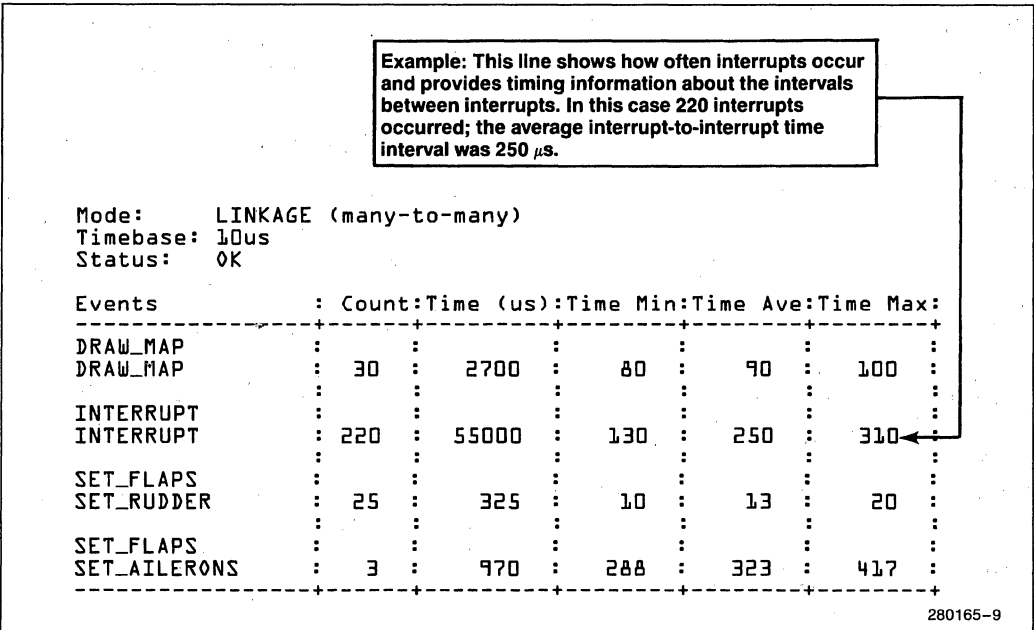 Example: This line shows how often interrupts occur
and provides timing information about the intervals
between interrupts. In this case 220 interrupts
occurred; the average interrupt-to-interrupt time
interval was 250 μs.
Mode: LINKAGE (many-to-many)
Timebase: 10us
Status: OK
Events : Count:Time (us):Time Min:Time Ave:Time Max:
-----------------+------+---------+--------+--------+--------+
DRAW_MAP : : : : : :
DRAW_MAP : 30 : 2700 : 80 : 90 : 100 :
: : : : : :
INTERRUPT : : : : : :
INTERRUPT : 220 : 55000 : 130 : 250 : 310 :
: : : : : :
SET_FLAPS : : : : : :
SET_RUDDER : 25 : 325 : 10 : 13 : 20 :
: : : : : :
SET_FLAPS : : : : : :
SET_AILERONS : 3 : 970 : 288 : 323 : 417 :
-----------------+------+---------+--------+--------+--------+
280165-9